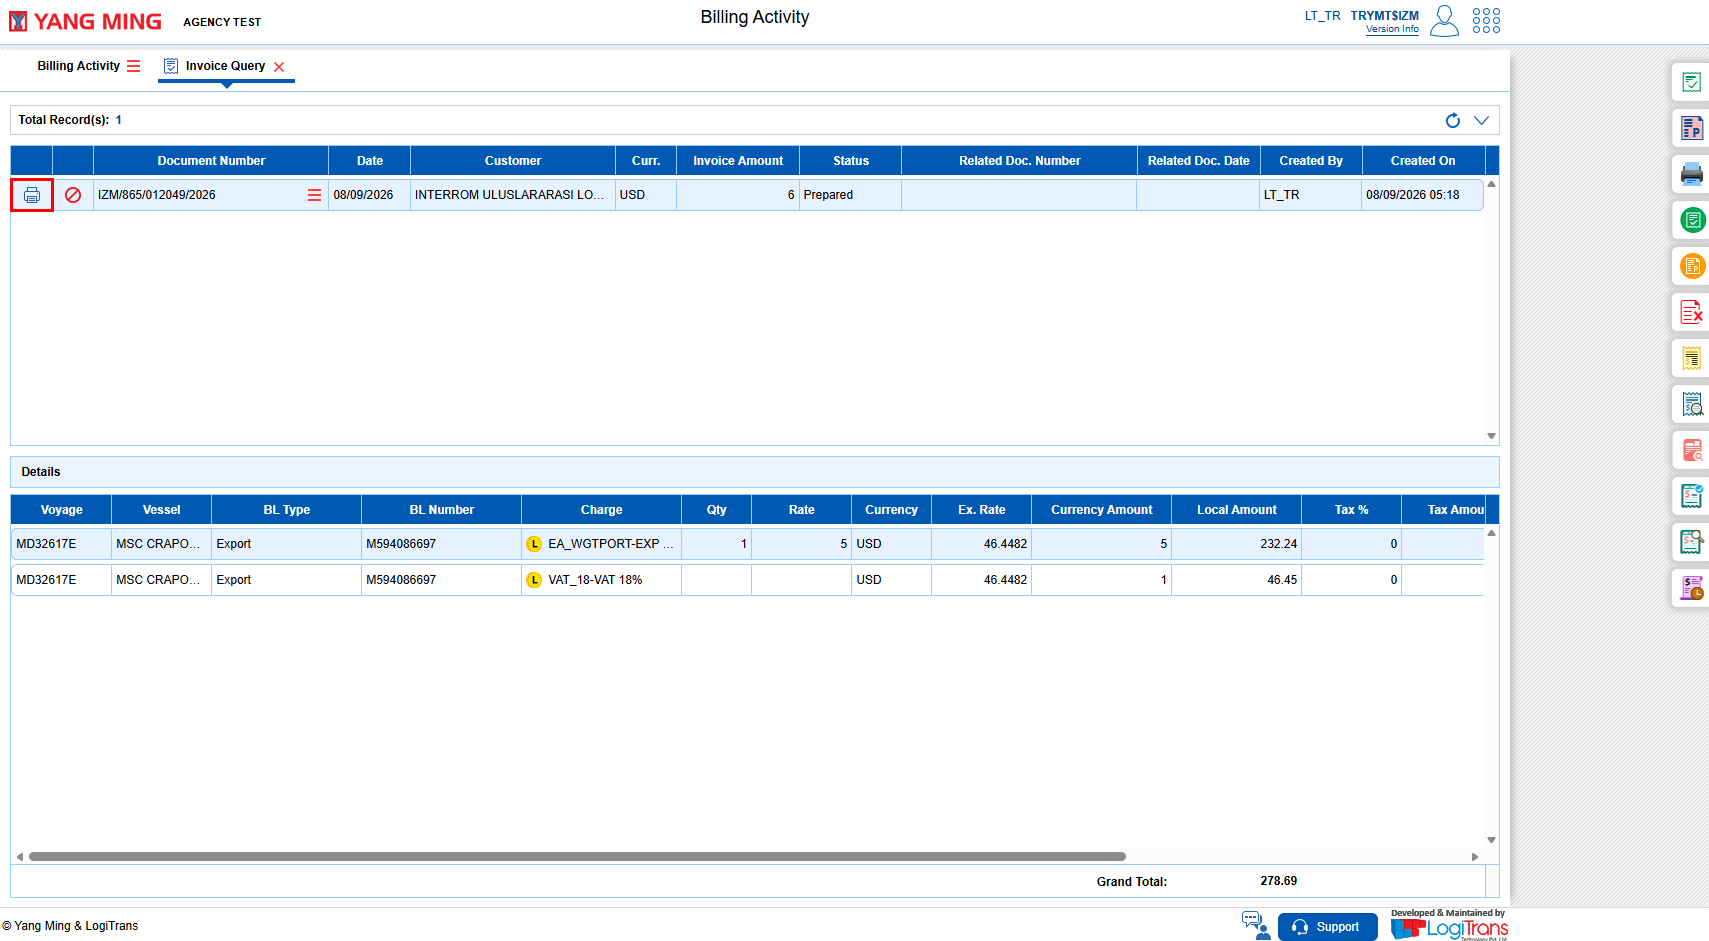 YANG MING AGENCY TEST Billing Activity LT_TR TRYMT$IZM
Version Info
Billing Activity Invoice Query
Total Record(s): 1
Document Number Date Customer Curr. Invoice Amount Status Related Doc. Number Related Doc. Date Created By Created On
IZM/865/012049/2026 08/09/2026 INTERROM ULUSLARARASI LO... USD 6 Prepared LT_TR 08/09/2026 05:18
Details
Voyage Vessel BL Type BL Number Charge Qty Rate Currency Ex. Rate Currency Amount Local Amount Tax % Tax Amou
MD32617E MSC CRAPO... Export M594086697 L EA_WGTPORT-EXP ... 1 5 USD 46.4482 5 232.24 0
MD32617E MSC CRAPO... Export M594086697 L VAT_18-VAT 18% USD 46.4482 1 46.45 0
Grand Total: 278.69
© Yang Ming & LogiTrans Support
Developed & Maintained by
LogiTrans
Technology Pvt. Ltd.